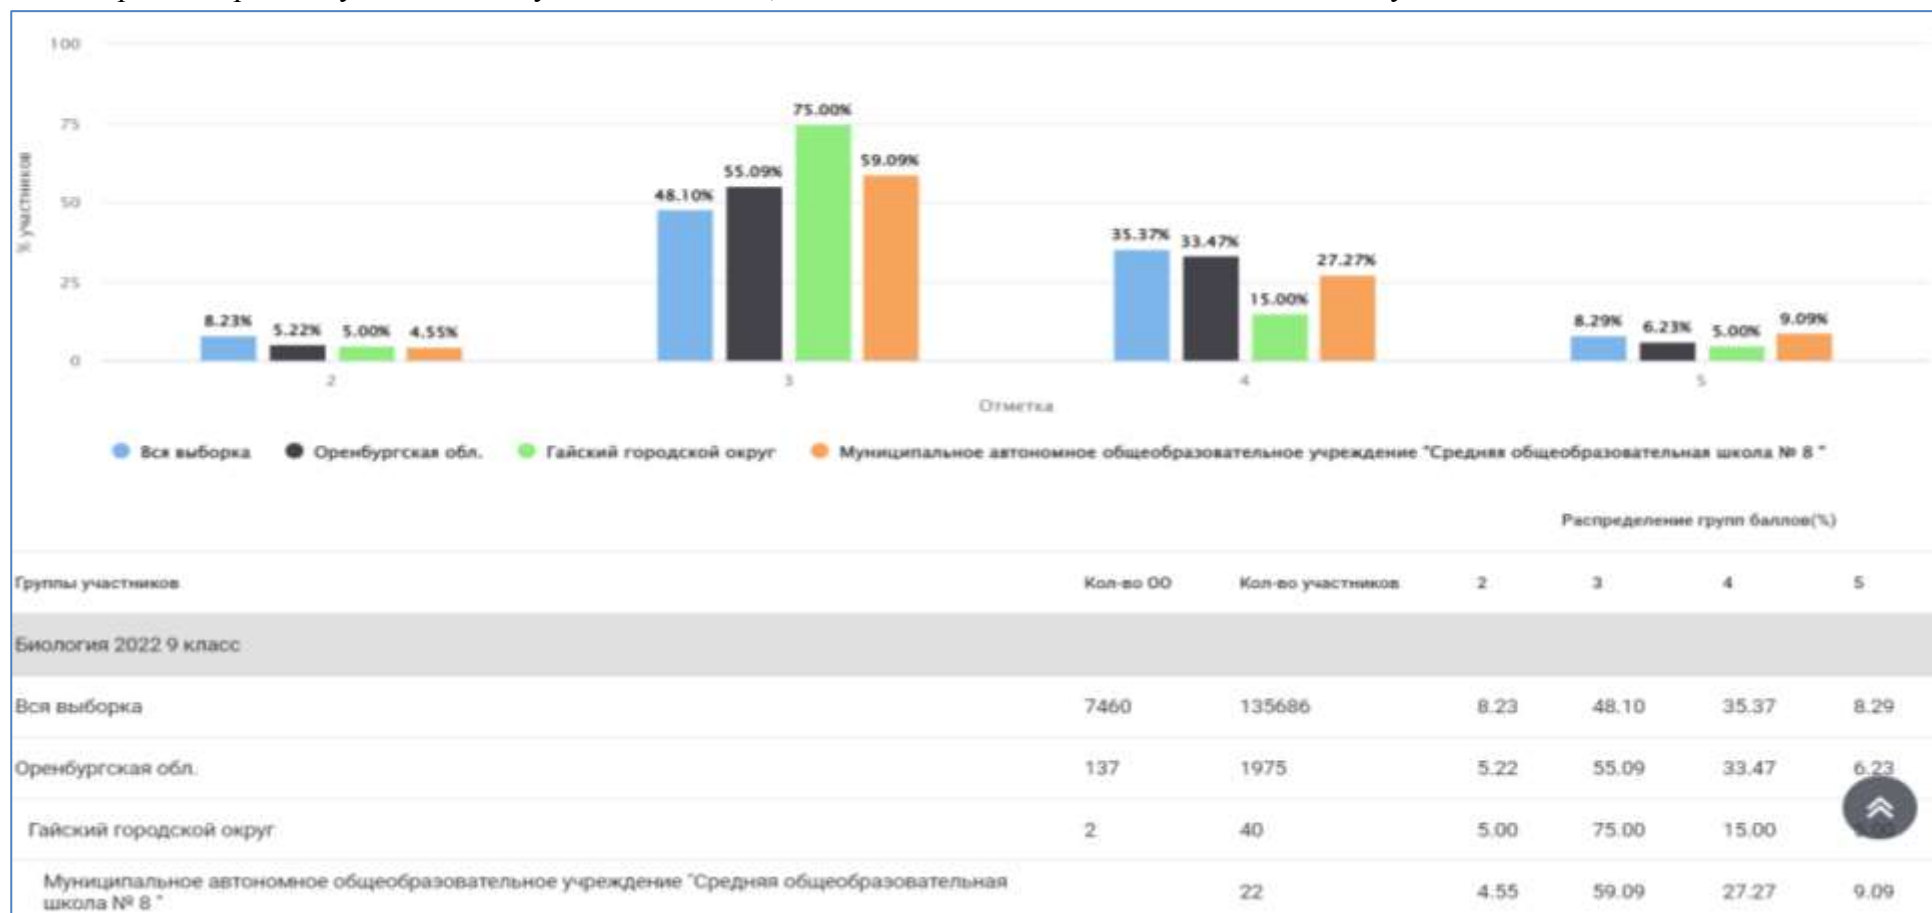 100
75.00%
75
59.09%
55.09%
48.10%
50
% участников
35.37% 33.47%
27.27%
25
15.00%
8.23% 5.22% 5.00% 4.55%
8.29% 6.23% 5.00% 9.09%
0
2 3 4 5
Отметка
Вся выборка Оренбургская обл. Гайский городской округ Муниципальное автономное общеобразовательное учреждение "Средняя общеобразовательная школа № 8 "
Распределение групп баллов(%)
Группы участников Кол-во ОО Кол-во участников 2 3 4 5
Биология 2022 9 класс
Вся выборка 7460 135686 8.23 48.10 35.37 8.29
Оренбургская обл. 137 1975 5.22 55.09 33.47 6.23
Гайский городской округ 2 40 5.00 75.00 15.00
Муниципальное автономное общеобразовательное учреждение "Средняя общеобразовательная
школа № 8 " 22 4.55 59.09 27.27 9.09